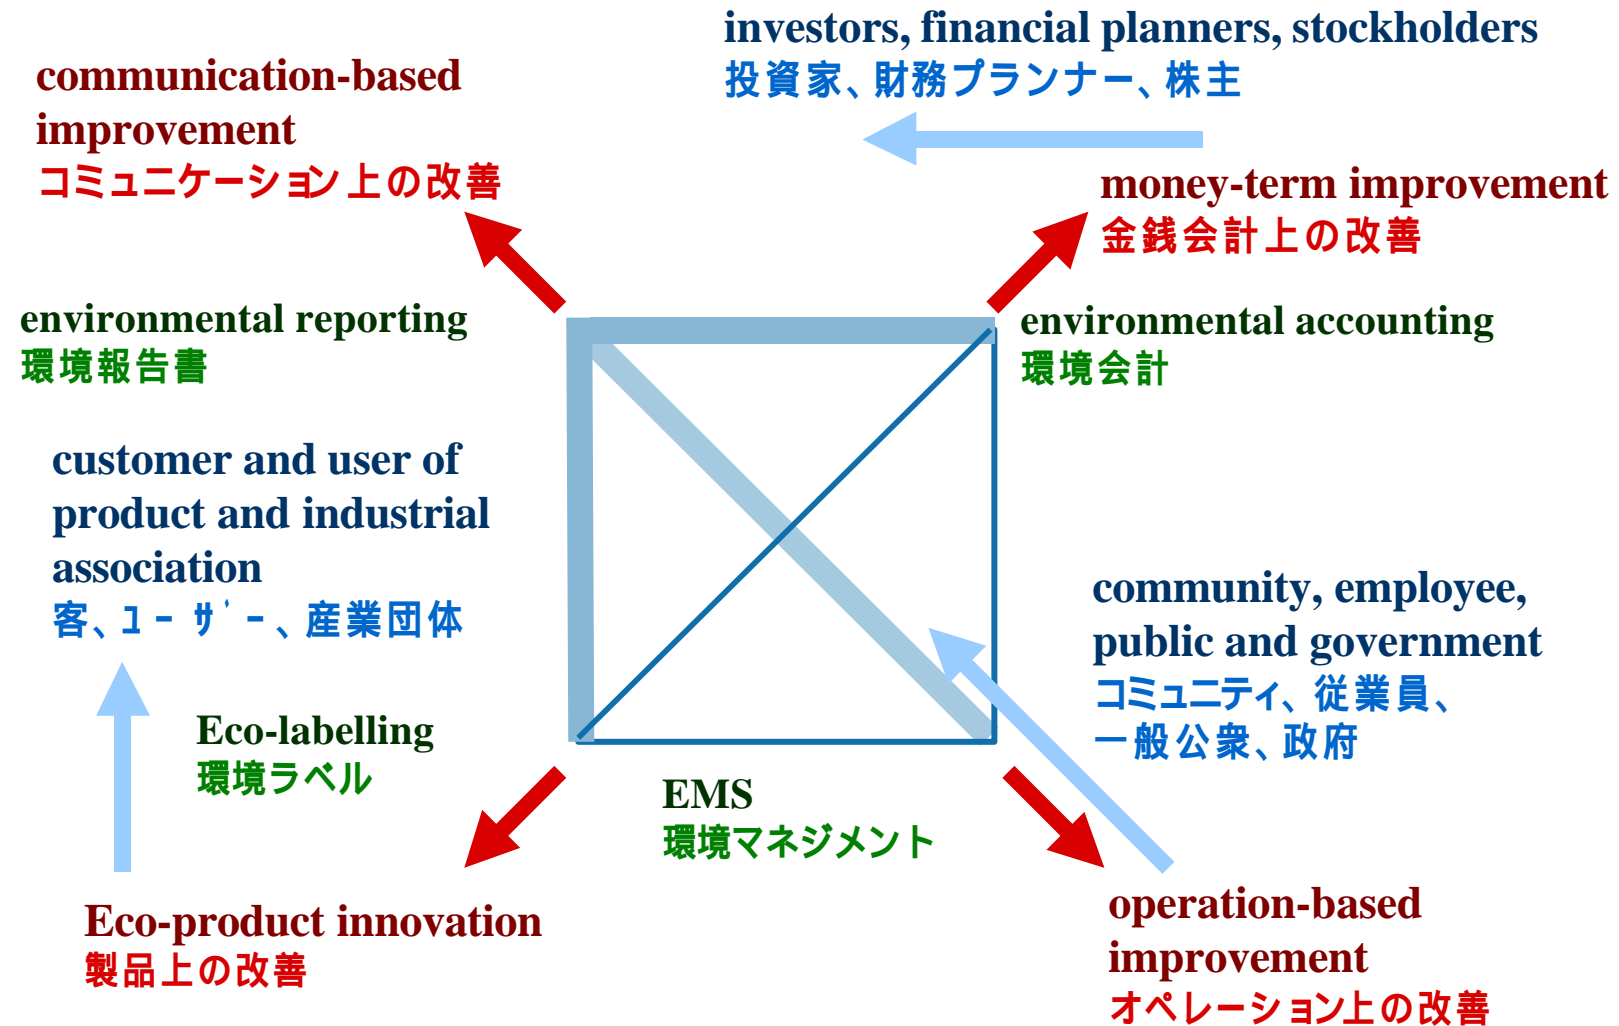 investors, financial planners, stockholders
投資家、財務プランナー、株主
communication-based
improvement
コミュニケーション上の改善
money-term improvement
金銭会計上の改善
environmental reporting
環境報告書
environmental accounting
環境会計
customer and user of
product and industrial
association
客、ユーザー、産業団体
community, employee,
public and government
コミュニティ、従業員、
一般公衆、政府
Eco-labelling
環境ラベル
EMS
環境マネジメント
Eco-product innovation
製品上の改善
operation-based
improvement
オペレーション上の改善